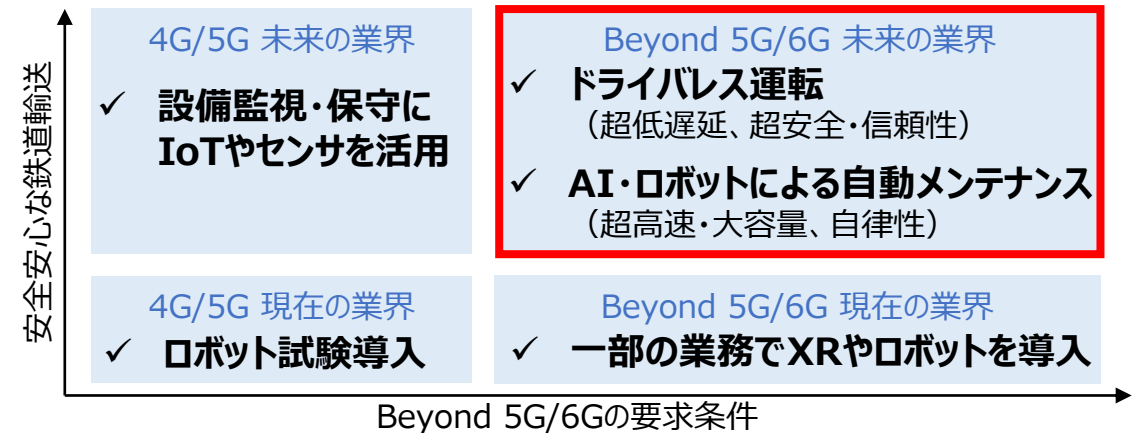 安全安心な鉄道輸送
4G/5G 未来の業界
✓ 設備監視・保守に
IoTやセンサを活用
Beyond 5G/6G 未来の業界
✓ ドライバレス運転
（超低遅延、超安全・信頼性）
✓ AI・ロボットによる自動メンテナンス
（超高速・大容量、自律性）
4G/5G 現在の業界
✓ ロボット試験導入
Beyond 5G/6G 現在の業界
✓ 一部の業務でXRやロボットを導入
Beyond 5G/6Gの要求条件